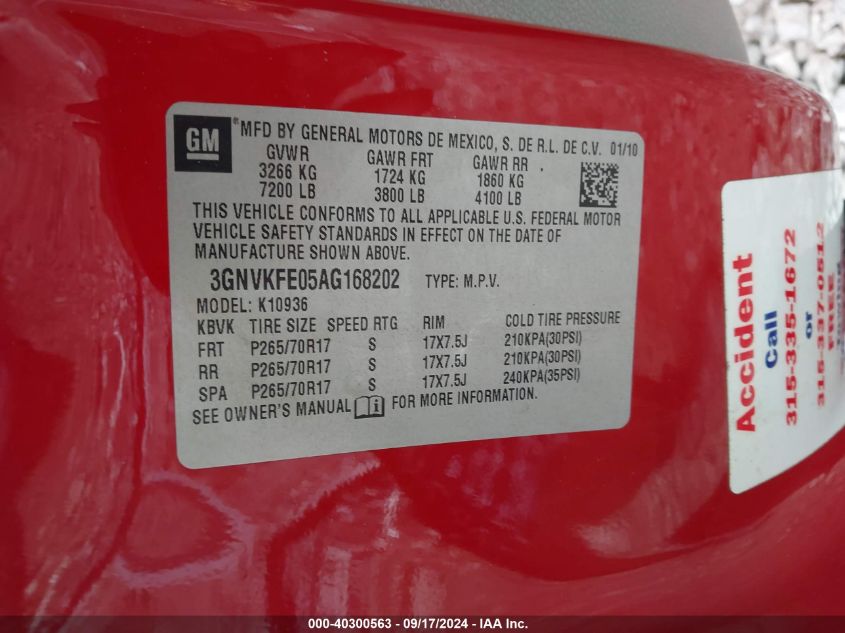 GM
® MFD BY GENERAL MOTORS DE MEXICO, S. DE R.L. DE C.V. 01/10
GVWR GAWR FRT GAWR RR
3266 KG 1724 KG 1860 KG
7200 LB 3800 LB 4100 LB
THIS VEHICLE CONFORMS TO ALL APPLICABLE U.S. FEDERAL MOTOR
VEHICLE SAFETY STANDARDS IN EFFECT ON THE DATE OF
MANUFACTURE SHOWN ABOVE.
3GNVKFE05AG168202 TYPE: M.P.V.
MODEL: K10936
KBVK TIRE SIZE SPEED RTG RIM COLD TIRE PRESSURE
FRT P265/70R17 S 17X7.5J 210KPA(30PSI)
RR P265/70R17 S 17X7.5J 210KPA(30PSI)
SPA P265/70R17 S 17X7.5J 240KPA(35PSI)
SEE OWNER'S MANUAL FOR MORE INFORMATION.
Accident
Call
315-335-1672
or
315-337-0512
FREE
000-40300563 - 09/17/2024 - IAA Inc.